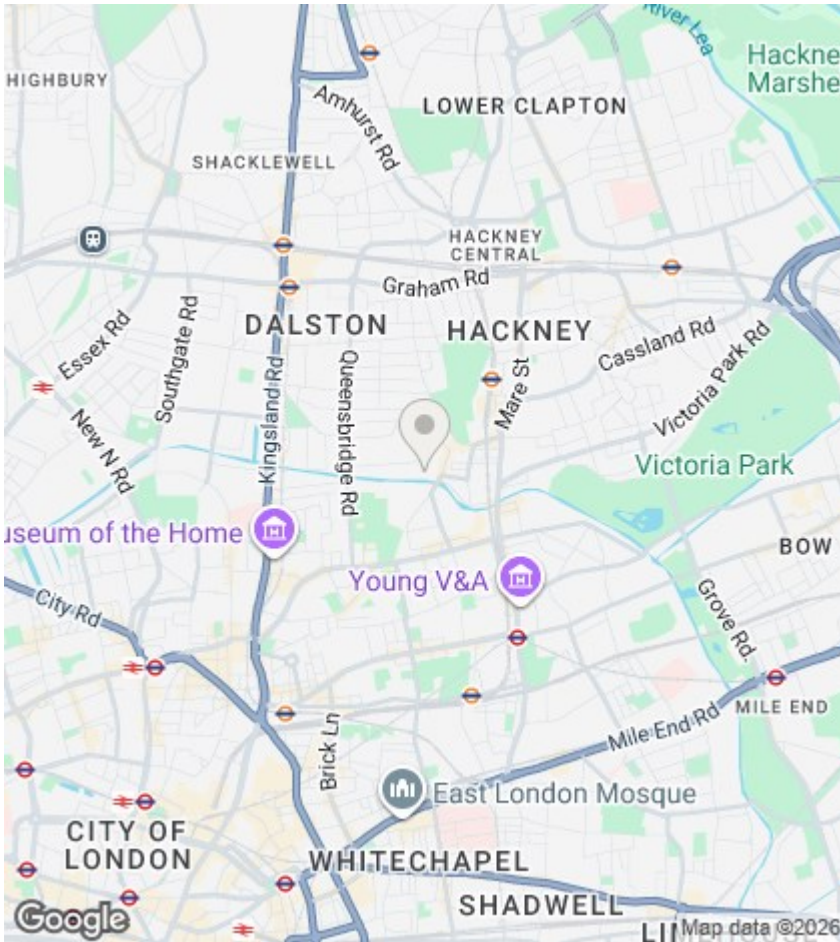 River Lea
Hackne
Marshe
HIGHBURY
LOWER CLAPTON
Amhurst Rd
SHACKLEWELL
HACKNEY
CENTRAL
Graham Rd
Essex Rd
Southgate Rd
DALSTON
HACKNEY
Cassland Rd
Victoria Park Rd
Kingsland Rd
Queensbridge Rd
Mare St
New N Rd
Victoria Park
useum of the Home
BOW
Young V&A
City Rd
Grove Rd.
MILE END
Mile End Rd
Brick Ln
East London Mosque
CITY OF
LONDON
WHITECHAPEL
SHADWELL
LI
Google
Map data ©2026